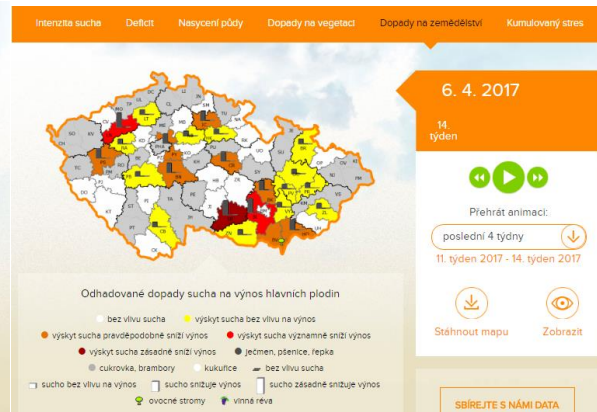 Intenzita sucha Deficit Nasycení půdy Dopady na vegetaci Dopady na zemědělství Kumulovaný stres
6. 4. 2017
14.
týden
Přehrát animaci:
poslední 4 týdny
11. týden 2017 - 14. týden 2017
Stáhnout mapu Zobrazit
Odhadované dopady sucha na výnos hlavních plodin
bez vlivu sucha výskyt sucha bez vlivu na výnos
výskyt sucha pravděpodobně sníží výnos výskyt sucha významně sníží výnos
výskyt sucha zásadně sníží výnos ječmen, pšenice, řepka
cukrovka, brambory kukuřice bez vlivu sucha
sucho bez vlivu na výnos sucho snižuje výnos sucho zásadně snižuje výnos
ovocné stromy vinná réva
SBÍREJTE S NÁMI DATA